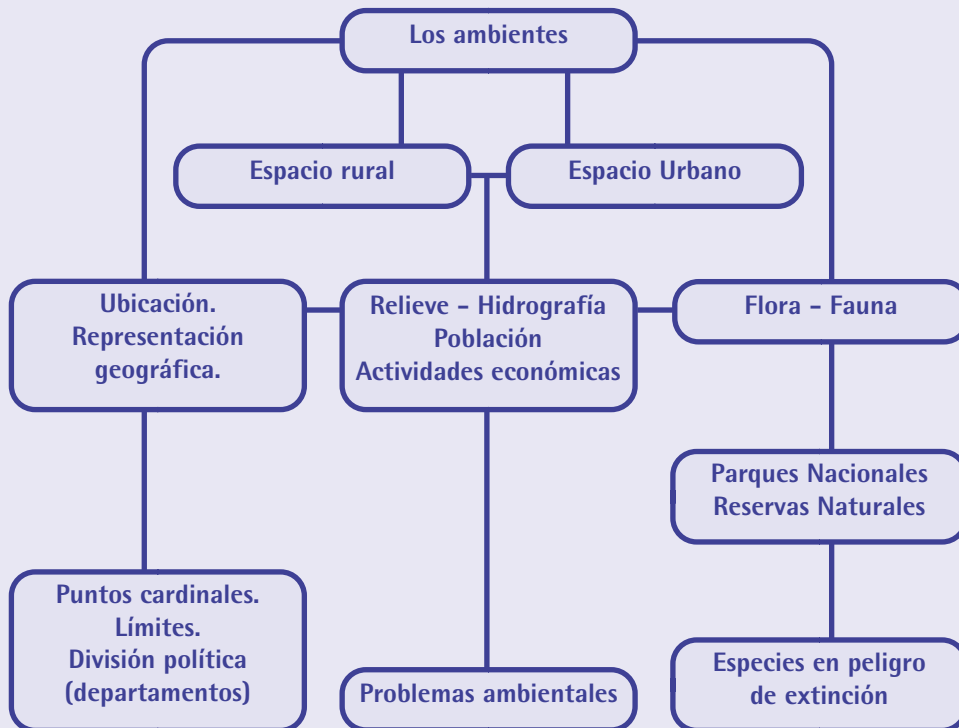 Los ambientes
Espacio rural
Espacio Urbano
Ubicación.
Representación
geográfica.
Relieve - Hidrografía
Población
Actividades económicas
Flora - Fauna
Parques Nacionales
Reservas Naturales
Puntos cardinales.
Límites.
División política
(departamentos)
Problemas ambientales
Especies en peligro
de extinción